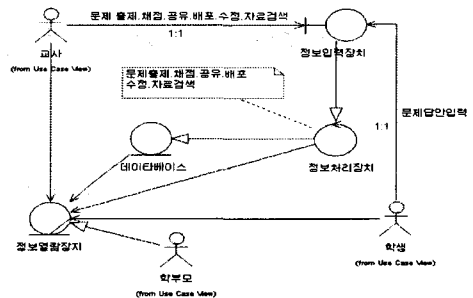 문제 출제.채점.공유.배포.수정.자료검색
1:1
교사
(from Use Case View)
정보입력장치
문제출제.채점.공유.배포
수정.자료검색
문제답안입력
1:1
데이타베이스
정보처리장치
정보열람장치
학생
(from Use Case View)
학부모
(from Use Case View)